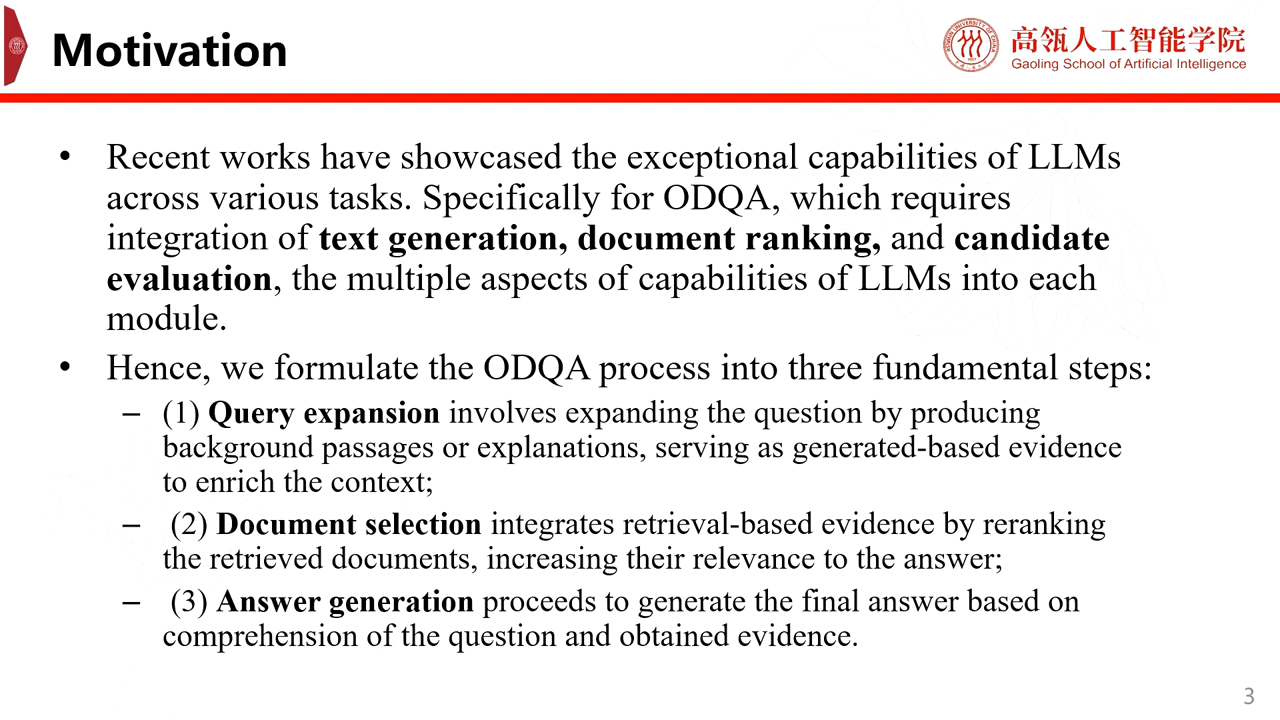 Motivation
高瓴人工智能学院
Gaoling School of Artificial Intelligence
• Recent works have showcased the exceptional capabilities of LLMs
across various tasks. Specifically for ODQA, which requires
integration of text generation, document ranking, and candidate
evaluation, the multiple aspects of capabilities of LLMs into each
module.
• Hence, we formulate the ODQA process into three fundamental steps:
– (1) Query expansion involves expanding the question by producing
background passages or explanations, serving as generated-based evidence
to enrich the context;
– (2) Document selection integrates retrieval-based evidence by reranking
the retrieved documents, increasing their relevance to the answer;
– (3) Answer generation proceeds to generate the final answer based on
comprehension of the question and obtained evidence.
3